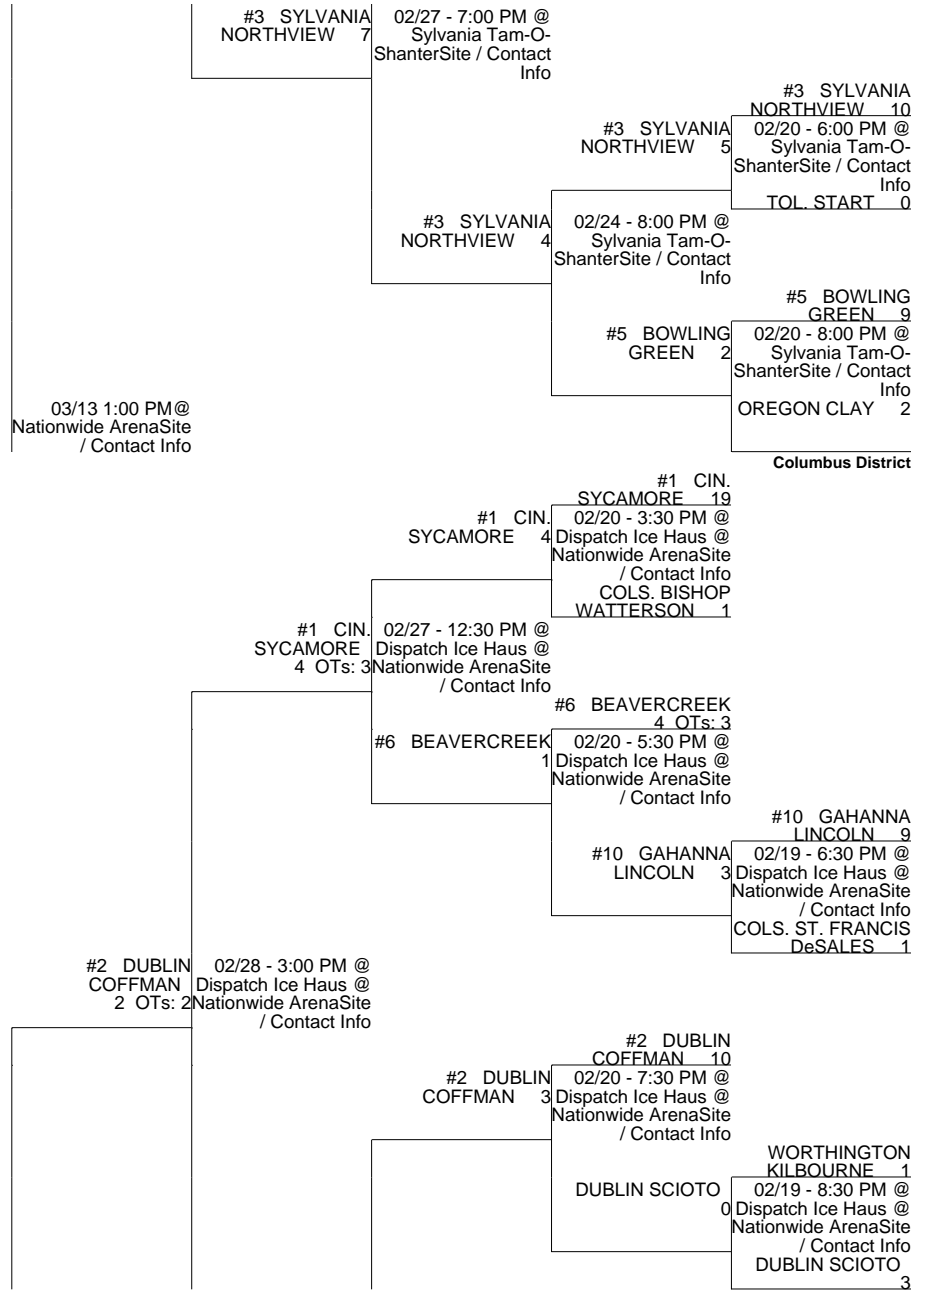 #3 SYLVANIA
NORTHVIEW 7
02/27 - 7:00 PM @
Sylvania Tam-O-
ShanterSite / Contact
Info
#3 SYLVANIA
NORTHVIEW 10
#3 SYLVANIA
NORTHVIEW 5
02/20 - 6:00 PM @
Sylvania Tam-O-
ShanterSite / Contact
Info
TOL. START 0
#3 SYLVANIA
NORTHVIEW 4
02/24 - 8:00 PM @
Sylvania Tam-O-
ShanterSite / Contact
Info
#5 BOWLING
GREEN 9
#5 BOWLING
GREEN 2
02/20 - 8:00 PM @
Sylvania Tam-O-
ShanterSite / Contact
Info
OREGON CLAY 2
03/13 1:00 PM@
Nationwide ArenaSite
/ Contact Info
Columbus District
#1 CIN.
SYCAMORE 19
#1 CIN.
SYCAMORE 4
02/20 - 3:30 PM @
Dispatch Ice Haus @
Nationwide ArenaSite
/ Contact Info
COLS. BISHOP
WATTERSON 1
#1 CIN.
SYCAMORE
4 OTs: 3
02/27 - 12:30 PM @
Dispatch Ice Haus @
Nationwide ArenaSite
/ Contact Info
#6 BEAVERCREEK
4 OTs: 3
#6 BEAVERCREEK
1
02/20 - 5:30 PM @
Dispatch Ice Haus @
Nationwide ArenaSite
/ Contact Info
#10 GAHANNA
LINCOLN 9
#10 GAHANNA
LINCOLN 3
02/19 - 6:30 PM @
Dispatch Ice Haus @
Nationwide ArenaSite
/ Contact Info
COLS. ST. FRANCIS
DeSALES 1
#2 DUBLIN
COFFMAN
2 OTs: 2
02/28 - 3:00 PM @
Dispatch Ice Haus @
Nationwide ArenaSite
/ Contact Info
#2 DUBLIN
COFFMAN 10
#2 DUBLIN
COFFMAN 3
02/20 - 7:30 PM @
Dispatch Ice Haus @
Nationwide ArenaSite
/ Contact Info
WORTHINGTON
KILBOURNE 1
DUBLIN SCIOTO
0
02/19 - 8:30 PM @
Dispatch Ice Haus @
Nationwide ArenaSite
/ Contact Info
DUBLIN SCIOTO
3